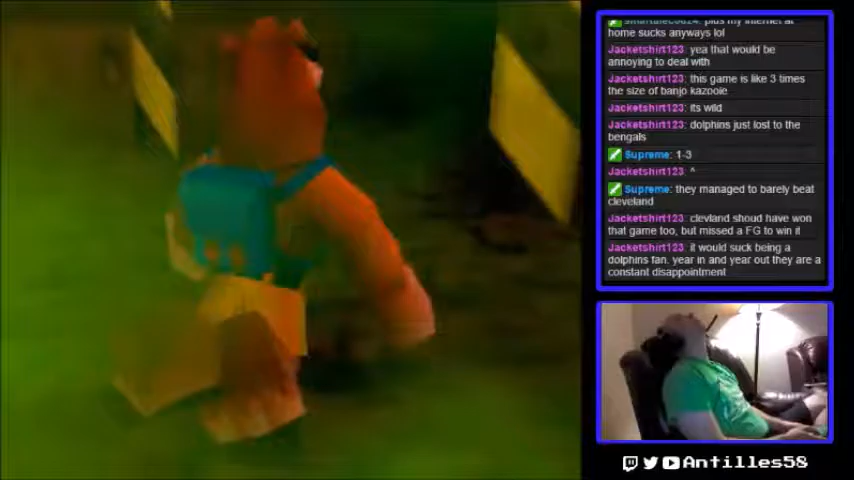 plus my internet at
home sucks anyways lol
Jacketshirt123: yea that would be
annoying to deal with
Jacketshirt123: this game is like 3 times
the size of banjo kazooie
Jacketshirt123: its wild
Jacketshirt123: dolphins just lost to the
bengals
Supreme: 1-3
Jacketshirt123: ^
Supreme: they managed to barely beat
cleveland
Jacketshirt123: clevland shoud have won
that game too, but missed a FG to win it
Jacketshirt123: it would suck being a
dolphins fan. year in and year out they are a
constant disappointment
Antilles58